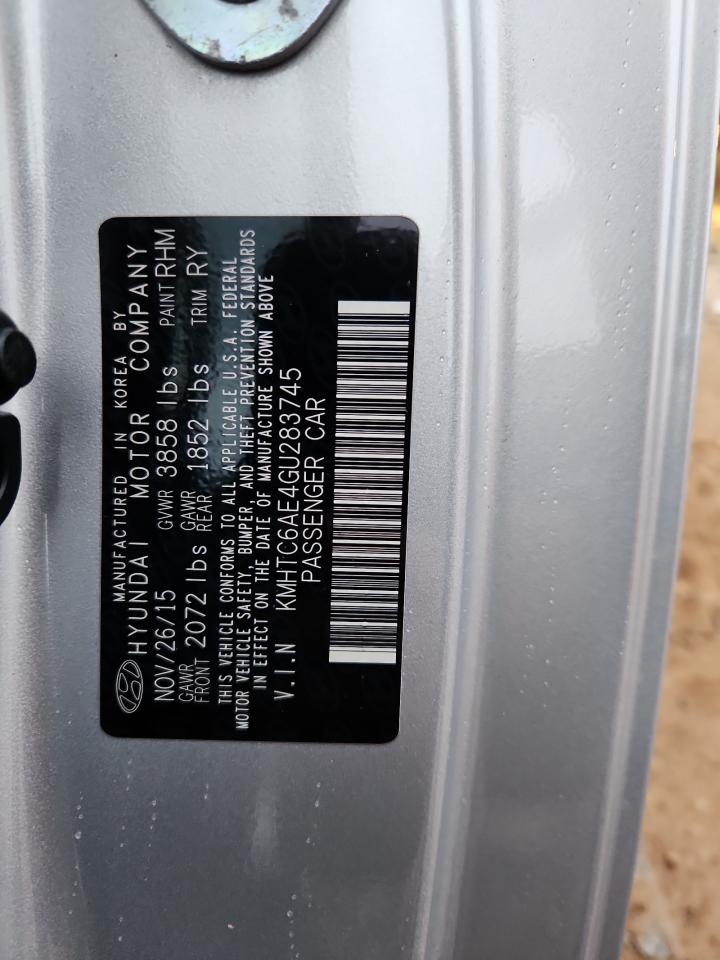 MANUFACTURED IN KOREA BY
HYUNDAI MOTOR COMPANY
NOV/26/15 GVWR 3858 lbs PAINT RHM
GAWR FRONT 2072 lbs GAWR REAR 1852 lbs TRIM RY
THIS VEHICLE CONFORMS TO ALL APPLICABLE U.S.A. FEDERAL
MOTOR VEHICLE SAFETY, BUMPER, AND THEFT PREVENTION STANDARDS
IN EFFECT ON THE DATE OF MANUFACTURE SHOWN ABOVE
V.I.N KMHTC6AE4GU283745
PASSENGER CAR